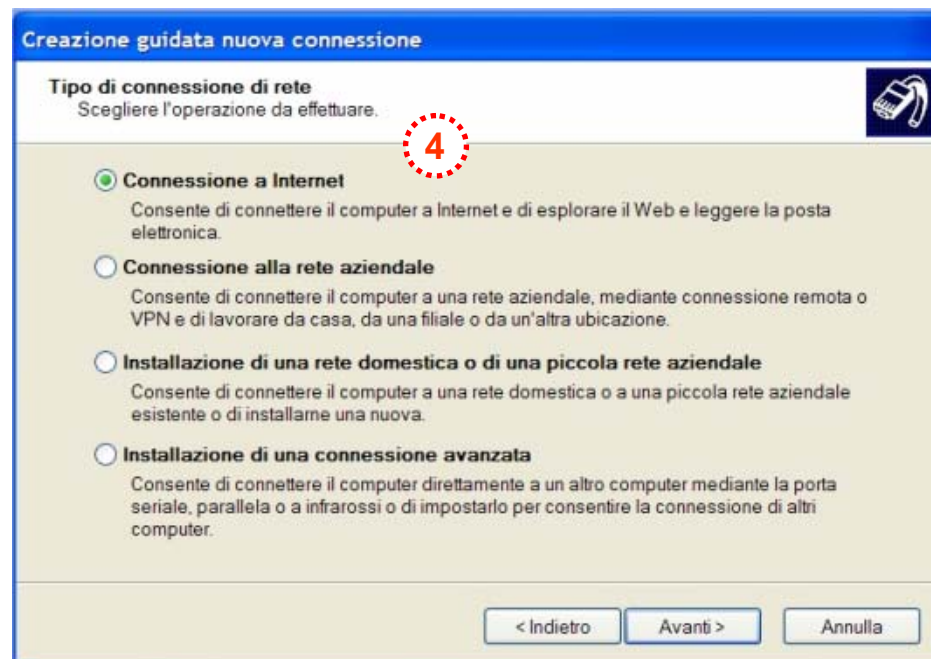 Creazione guidata nuova connessione
Tipo di connessione di rete
Scegliere l'operazione da effettuare.
4
Connessione a Internet
Consente di connettere il computer a Internet e di esplorare il Web e leggere la posta
elettronica.
Connessione alla rete aziendale
Consente di connettere il computer a una rete aziendale, mediante connessione remota o
VPN e di lavorare da casa, da una filiale o da un'altra ubicazione.
Installazione di una rete domestica o di una piccola rete aziendale
Consente di connettere il computer a una rete domestica o a una piccola rete aziendale
esistente o di installarne una nuova.
Installazione di una connessione avanzata
Consente di connettere il computer direttamente a un altro computer mediante la porta
seriale, parallela o a infrarossi o di impostarlo per consentire la connessione di altri
computer.
< Indietro Avanti > Annulla